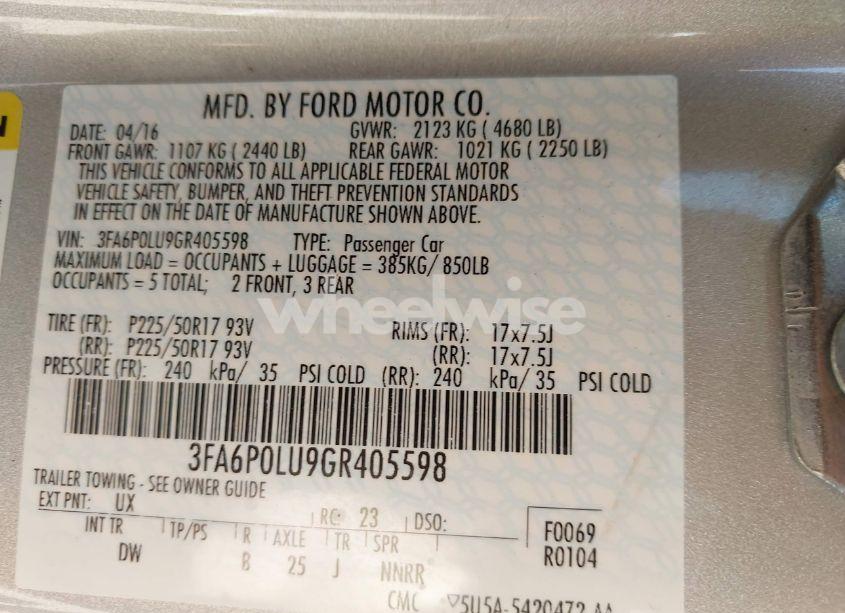 N
MFD. BY FORD MOTOR CO.
DATE: 04/16 GVWR: 2123 KG ( 4680 LB)
FRONT GAWR: 1107 KG ( 2440 LB) REAR GAWR: 1021 KG ( 2250 LB)
THIS VEHICLE CONFORMS TO ALL APPLICABLE FEDERAL MOTOR
VEHICLE SAFETY, BUMPER, AND THEFT PREVENTION STANDARDS
IN EFFECT ON THE DATE OF MANUFACTURE SHOWN ABOVE.
VIN: 3FA6P0LU9GR405598 TYPE: Passenger Car
MAXIMUM LOAD = OCCUPANTS + LUGGAGE = 385KG/ 850LB
OCCUPANTS = 5 TOTAL; 2 FRONT, 3 REAR
wheelwise
TIRE (FR): P225/50R17 93V RIMS (FR): 17x7.5J
(RR): P225/50R17 93V (RR): 17x7.5J
PRESSURE (FR): 240 kPa/ 35 PSI COLD (RR): 240 kPa/ 35 PSI COLD
3FA6P0LU9GR405598
TRAILER TOWING - SEE OWNER GUIDE
EXT PNT: UX RC: 23 DSO: F0069
INT TR TP/PS R AXLE TR SPR R0104
DW B 25 J NNRR
CMC ▽5U5A-5420472 AA